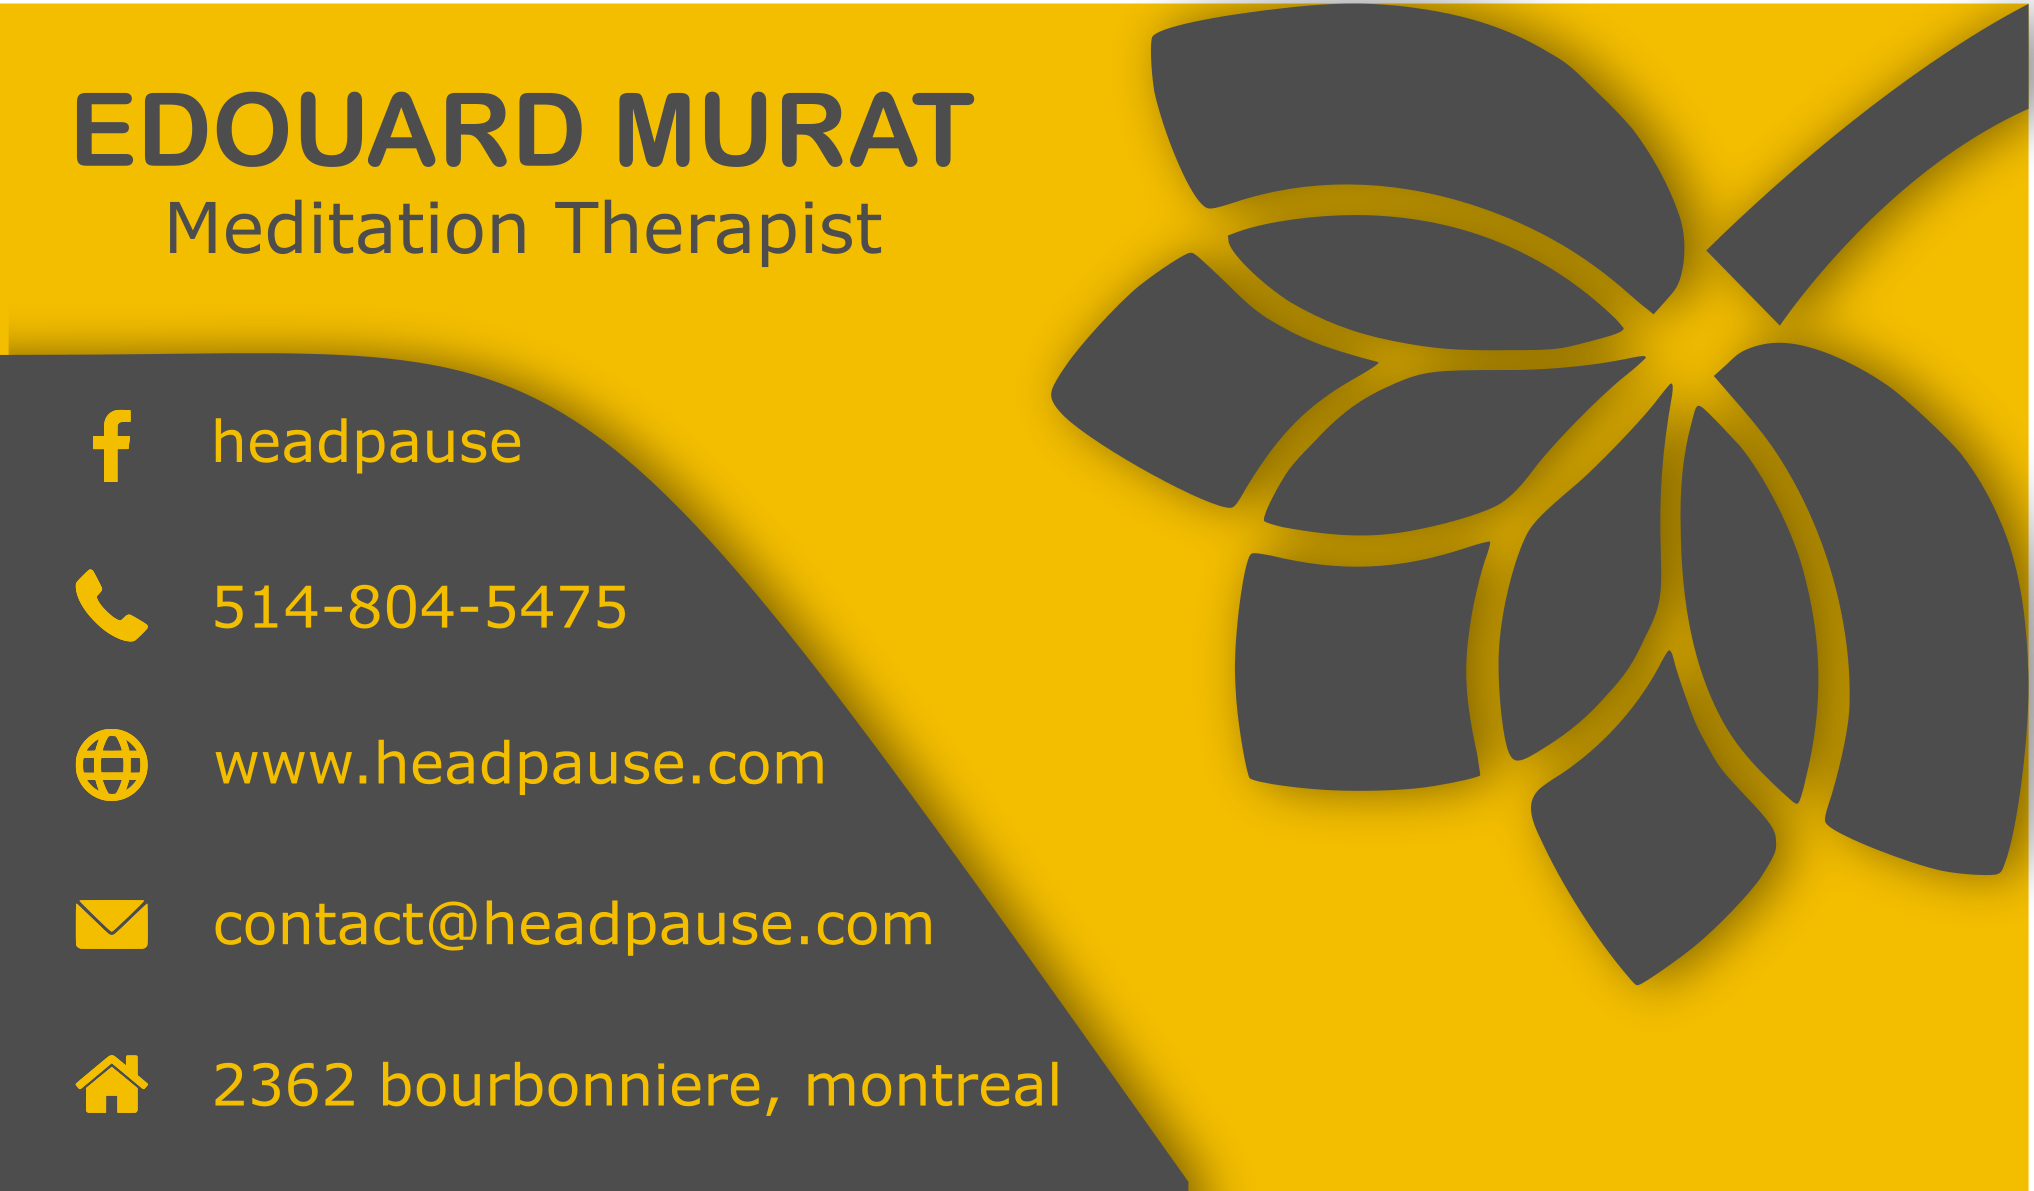 EDOUARD MURAT
Meditation Therapist
headpause
514-804-5475
www.headpause.com
contact@headpause.com
2362 bourbonniere, montreal